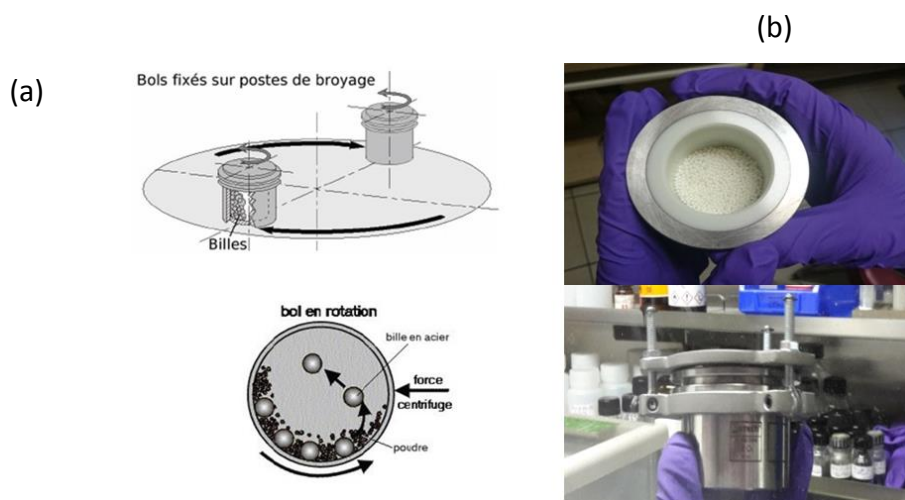 (b)
(a)
Bols fixés sur postes de broyage
Billes
bol en rotation
bille en acier
force
centrifuge
poudre